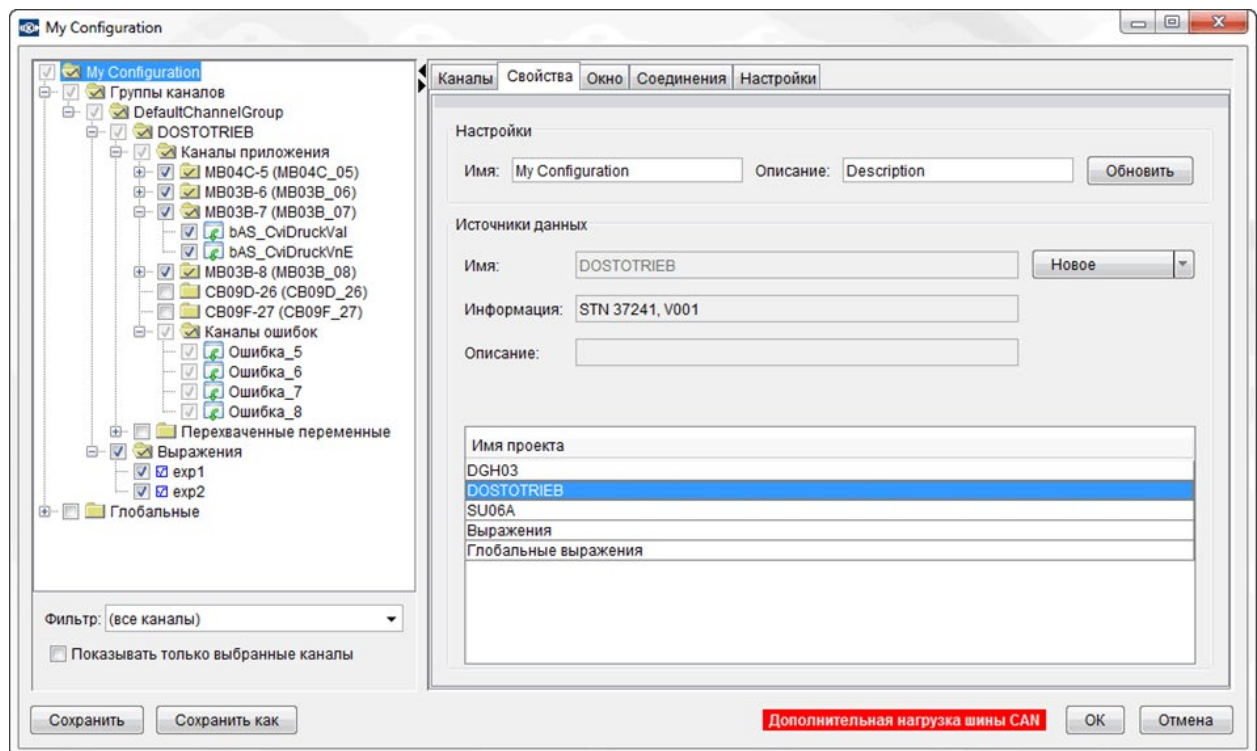 My Configuration
My Configuration
Группы каналов
DefaultChannelGroup
DOSTOTRIEB
Каналы приложения
MB04C-5 (MB04C_05)
MB03B-6 (MB03B_06)
MB03B-7 (MB03B_07)
bAS_CviDruckVal
bAS_CviDruckVnE
MB03B-8 (MB03B_08)
CB09D-26 (CB09D_26)
CB09F-27 (CB09F_27)
Каналы ошибок
Ошибка_5
Ошибка_6
Ошибка_7
Ошибка_8
Перехваченные переменные
Выражения
exp1
exp2
Глобальные
Фильтр: (все каналы)
Показывать только выбранные каналы
Каналы Свойства Окно Соединения Настройки
Настройки
Имя: My Configuration Описание: Description Обновить
Источники данных
Имя: DOSTOTRIEB Новое
Информация: STN 37241, V001
Описание:
Имя проекта
DGH03
DOSTOTRIEB
SU06A
Выражения
Глобальные выражения
Сохранить Сохранить как Дополнительная нагрузка шины CAN OK Отмена